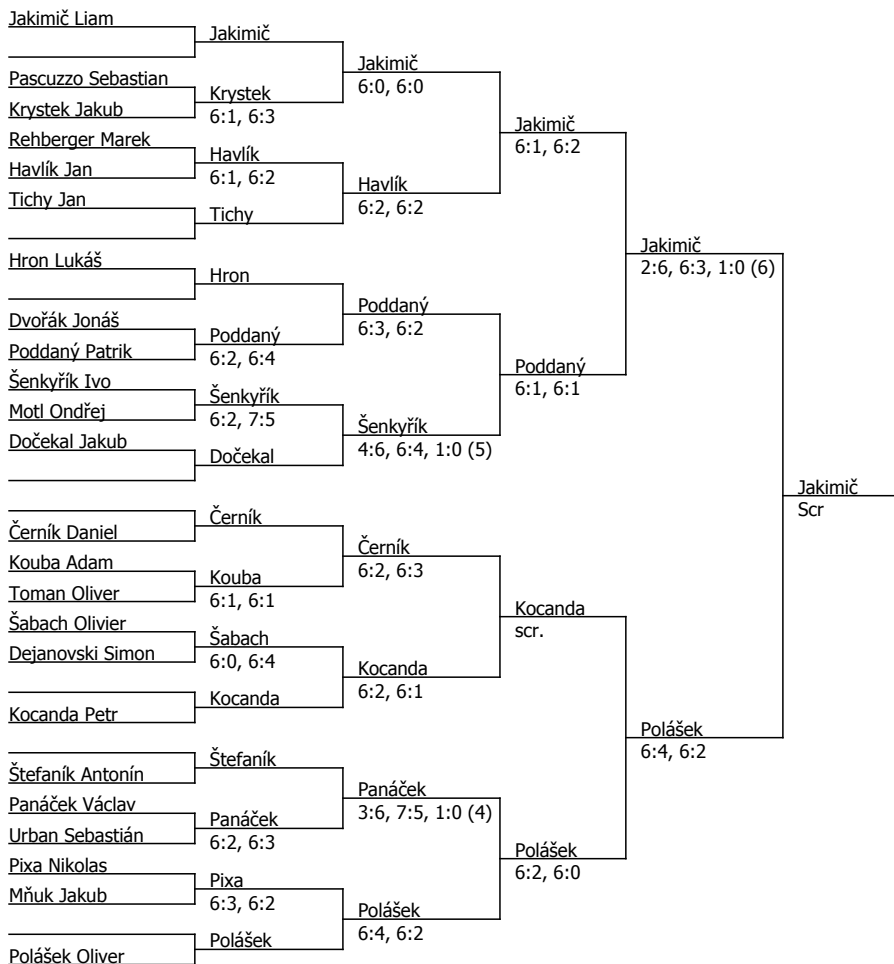 Jakimič Liam
Jakimič
Jakimič
6:0, 6:0
Pascuzzo Sebastian
Krystek
6:1, 6:3
Krystek Jakub
Jakimič
6:1, 6:2
Rehberger Marek
Havlík
6:1, 6:2
Havlík Jan
Havlík
6:2, 6:2
Tichy Jan
Tichy
Jakimič
2:6, 6:3, 1:0 (6)
Hron Lukáš
Hron
Poddaný
6:3, 6:2
Dvořák Jonáš
Poddaný
6:2, 6:4
Poddaný Patrik
Poddaný
6:1, 6:1
Šenkyřík Ivo
Šenkyřík
6:2, 7:5
Motl Ondřej
Šenkyřík
4:6, 6:4, 1:0 (5)
Dočekal Jakub
Dočekal
Jakimič
Scr
Černík
Černík Daniel
Černík
6:2, 6:3
Kouba Adam
Kouba
6:1, 6:1
Toman Oliver
Kocanda
scr.
Šabach Olivier
Šabach
6:0, 6:4
Dejanovski Simon
Kocanda
6:2, 6:1
Kocanda
Kocanda Petr
Polášek
6:4, 6:2
Štefaník
Štefaník Antonín
Panáček
3:6, 7:5, 1:0 (4)
Panáček Václav
Panáček
6:2, 6:3
Urban Sebastián
Polášek
6:2, 6:0
Pixa Nikolas
Pixa
6:3, 6:2
Mňuk Jakub
Polášek
6:4, 6:2
Polášek
Polášek Oliver